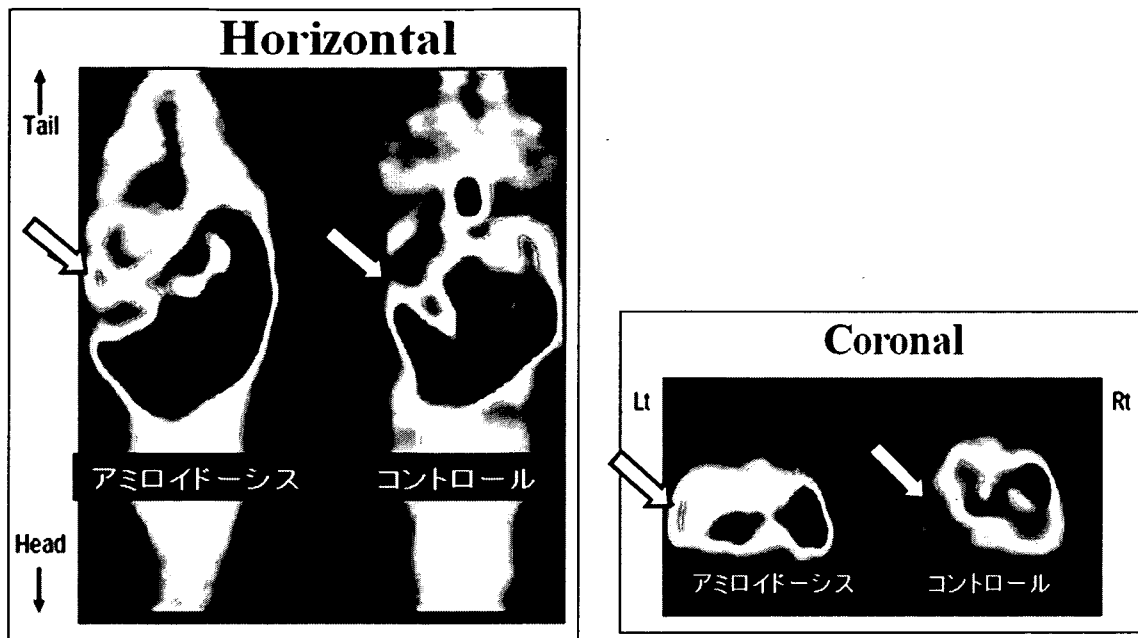 Horizontal
Tail
アミロイドーシス
コントロール
Head
Coronal
Lt
Rt
アミロイドーシス
コントロール